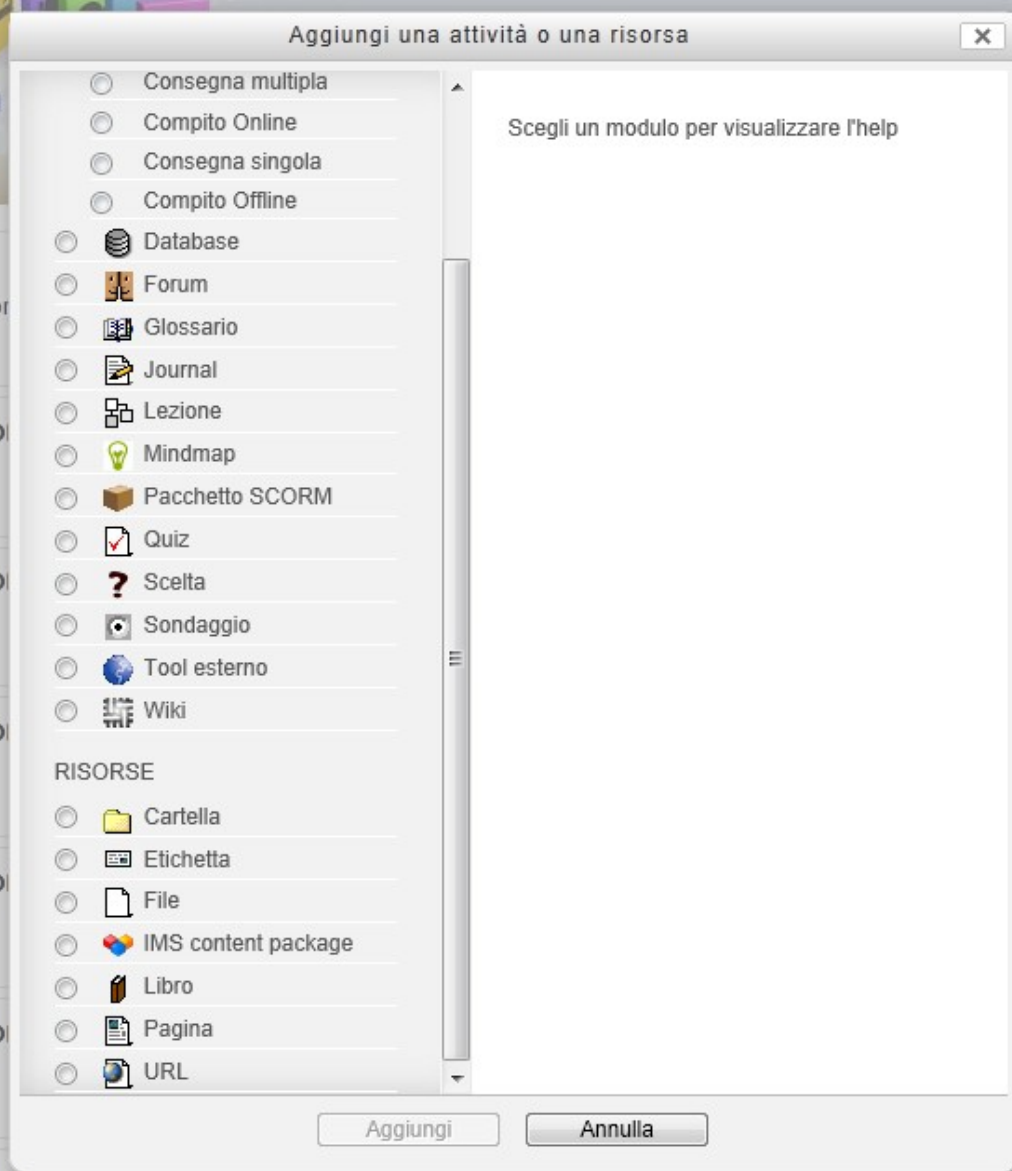 Aggiungi una attività o una risorsa
Consegna multipla
Compito Online
Consegna singola
Compito Offline
Database
Forum
Glossario
Journal
Lezione
Mindmap
Pacchetto SCORM
Quiz
Scelta
Sondaggio
Tool esterno
Wiki
RISORSE
Cartella
Etichetta
File
IMS content package
Libro
Pagina
URL
Scegli un modulo per visualizzare l'help
Aggiungi
Annulla